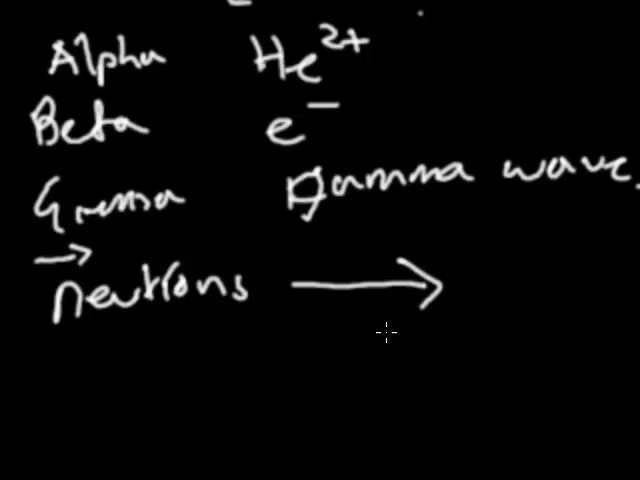 Alpha He²⁺
Beta e⁻
Gamma gamma wave.
→ neutrons →